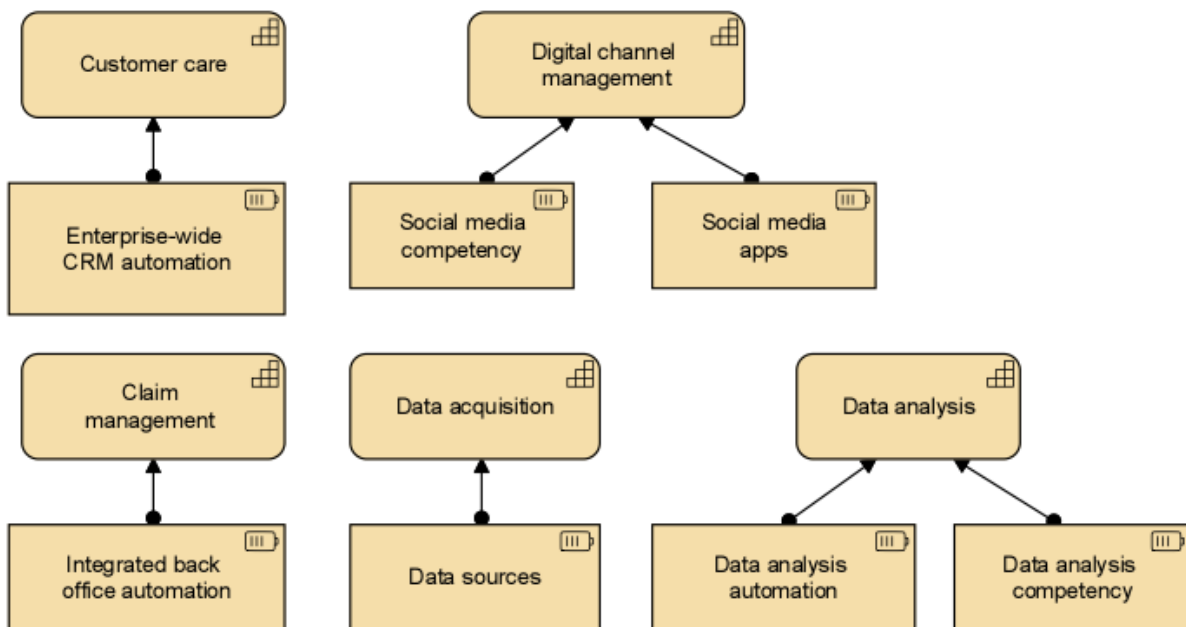 Customer care
Digital channel
management
Enterprise-wide
CRM automation
Social media
competency
Social media
apps
Claim
management
Data acquisition
Data analysis
Integrated back
office automation
Data sources
Data analysis
automation
Data analysis
competency